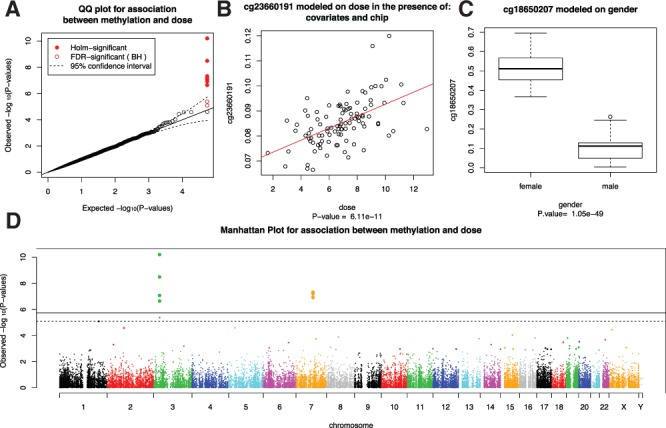 A
QQ plot for association
between methylation and dose
Holm-significant
FDR-significant ( BH )
95% confidence interval
Observed -log 10(P-values)
0 2 4 6 8 10
0 1 2 3 4
Expected -log10(P-values)
B
cg23660191 modeled on dose in the presence of:
covariates and chip
cg23660191
0.07 0.08 0.09 0.10 0.11 0.12
2 4 6 8 10 12
dose
P-value = 6.11e-11
C
cg18650207 modeled on gender
cg18650207
0.0 0.1 0.2 0.3 0.4 0.5 0.6 0.7
female male
gender
P.value= 1.05e-49
D
Manhattan Plot for association between methylation and dose
Observed -log 10(P-values)
0 2 4 6 8 10
1 2 3 4 5 6 7 8 9 10 11 12 13 14 15 16 17 18 20 22 X Y
chromosome